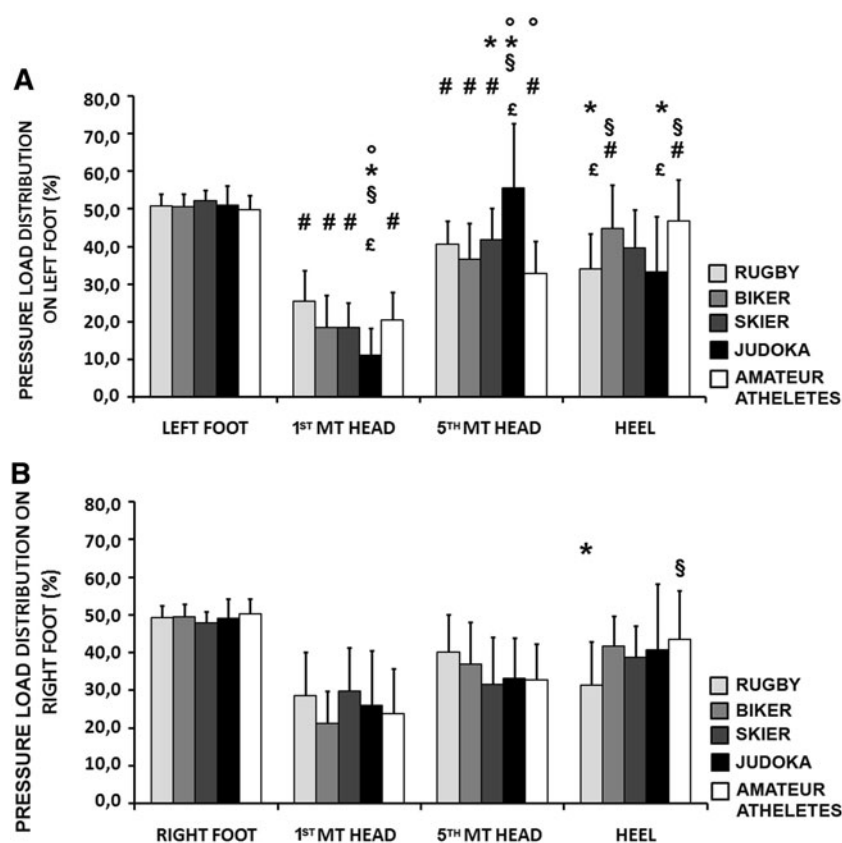 A
PRESSURE LOAD DISTRIBUTION
ON LEFT FOOT (%)
80,0
70,0
60,0
50,0
40,0
30,0
20,0
10,0
0,0
# # # ° * § £ #
# # * # ° * § £ ° #
* £ § # * £ § #
LEFT FOOT
1ST MT HEAD
5TH MT HEAD
HEEL
RUGBY
BIKER
SKIER
JUDOKA
AMATEUR
ATHELETES
B
PRESSURE LOAD DISTRIBUTION ON
RIGHT FOOT (%)
80,0
70,0
60,0
50,0
40,0
30,0
20,0
10,0
0,0
* §
RIGHT FOOT
1ST MT HEAD
5TH MT HEAD
HEEL
RUGBY
BIKER
SKIER
JUDOKA
AMATEUR
ATHELETES